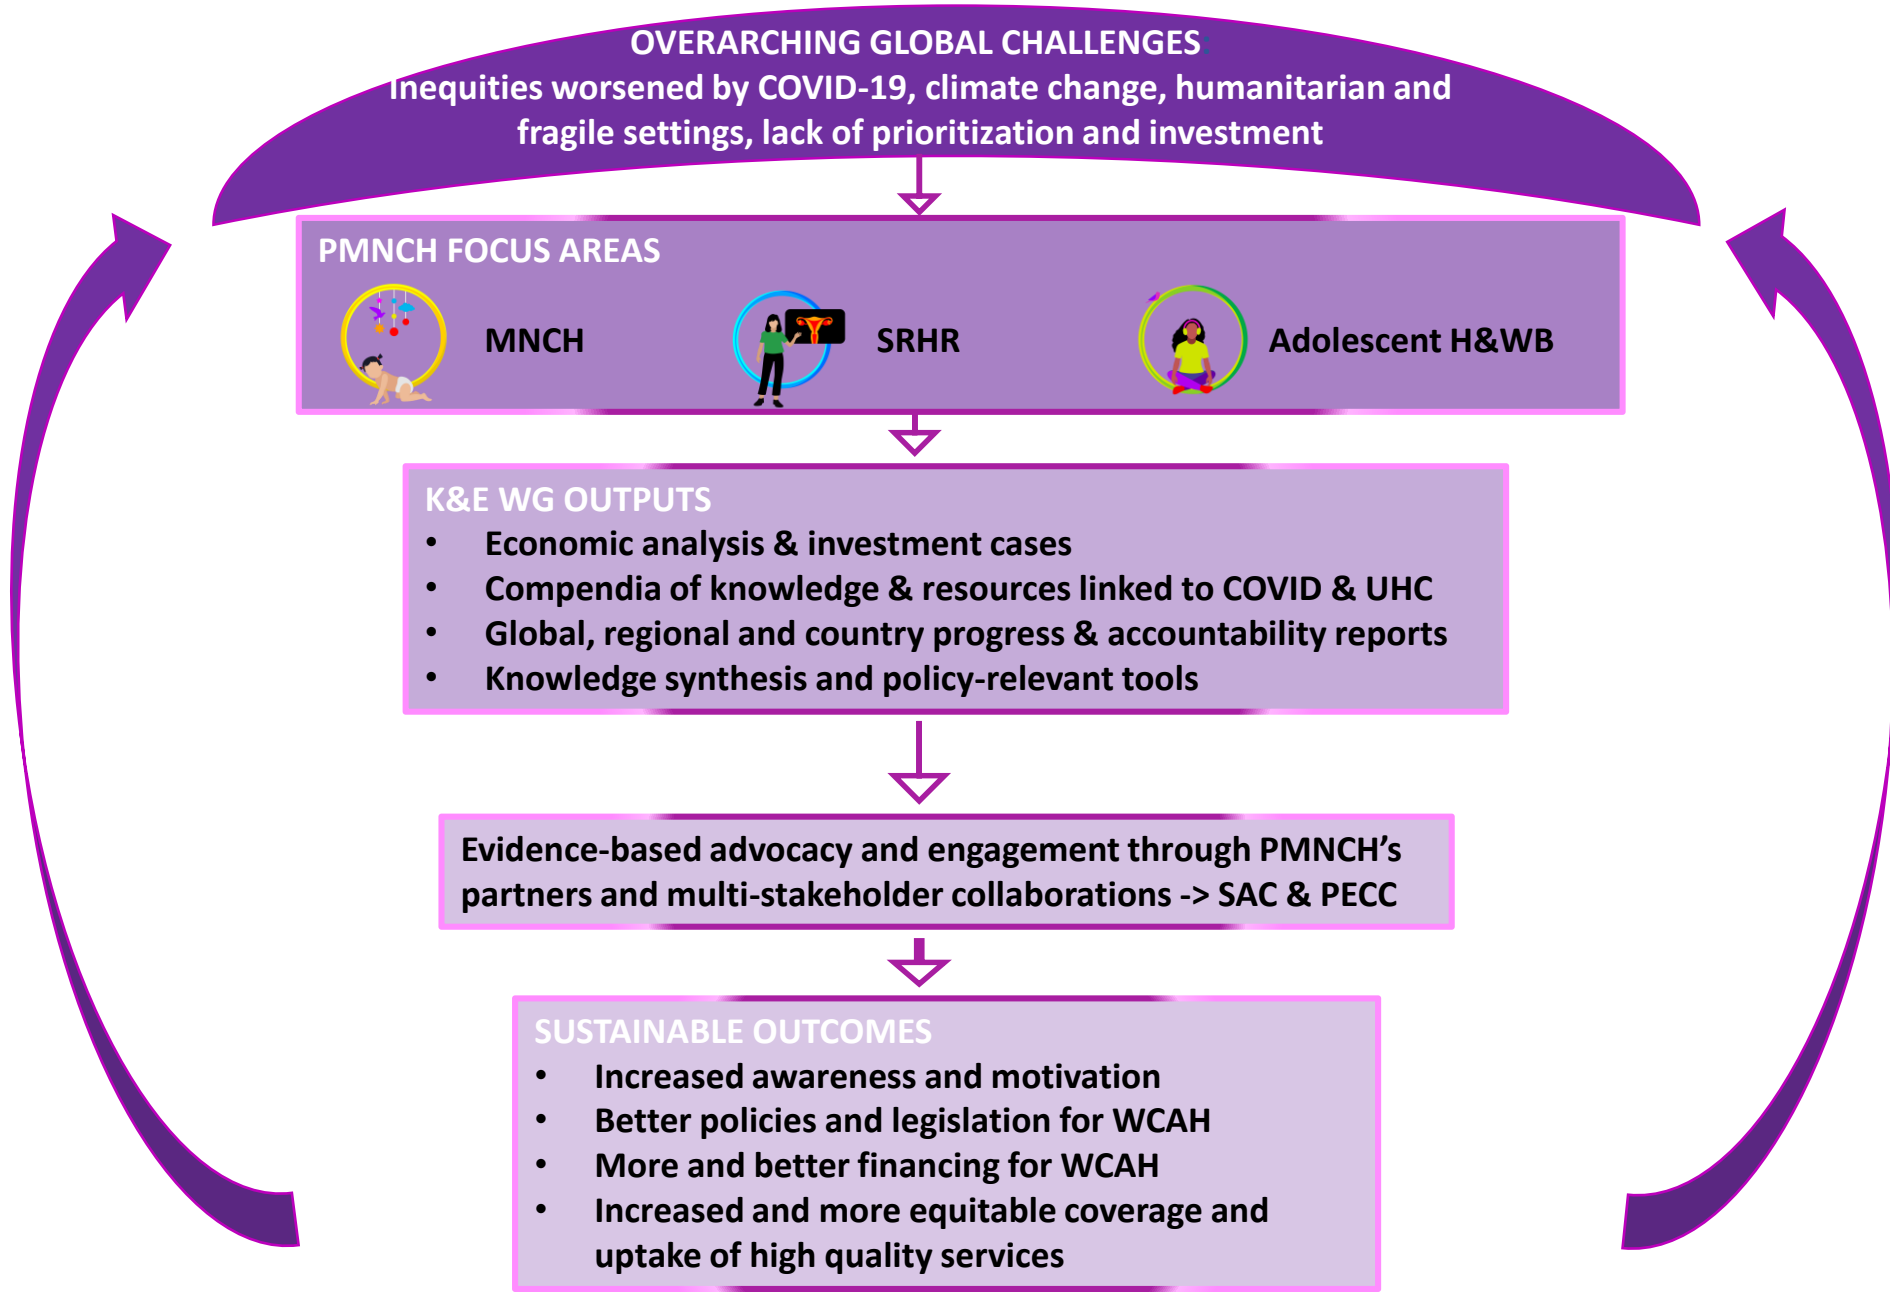 OVERARCHING GLOBAL CHALLENGES:
Inequities worsened by COVID-19, climate change, humanitarian and
fragile settings, lack of prioritization and investment
PMNCH FOCUS AREAS
MNCH
SRHR
Adolescent H&WB
K&E WG OUTPUTS
• Economic analysis & investment cases
• Compendia of knowledge & resources linked to COVID & UHC
• Global, regional and country progress & accountability reports
• Knowledge synthesis and policy-relevant tools
Evidence-based advocacy and engagement through PMNCH’s
partners and multi-stakeholder collaborations -> SAC & PECC
SUSTAINABLE OUTCOMES
• Increased awareness and motivation
• Better policies and legislation for WCAH
• More and better financing for WCAH
• Increased and more equitable coverage and
uptake of high quality services